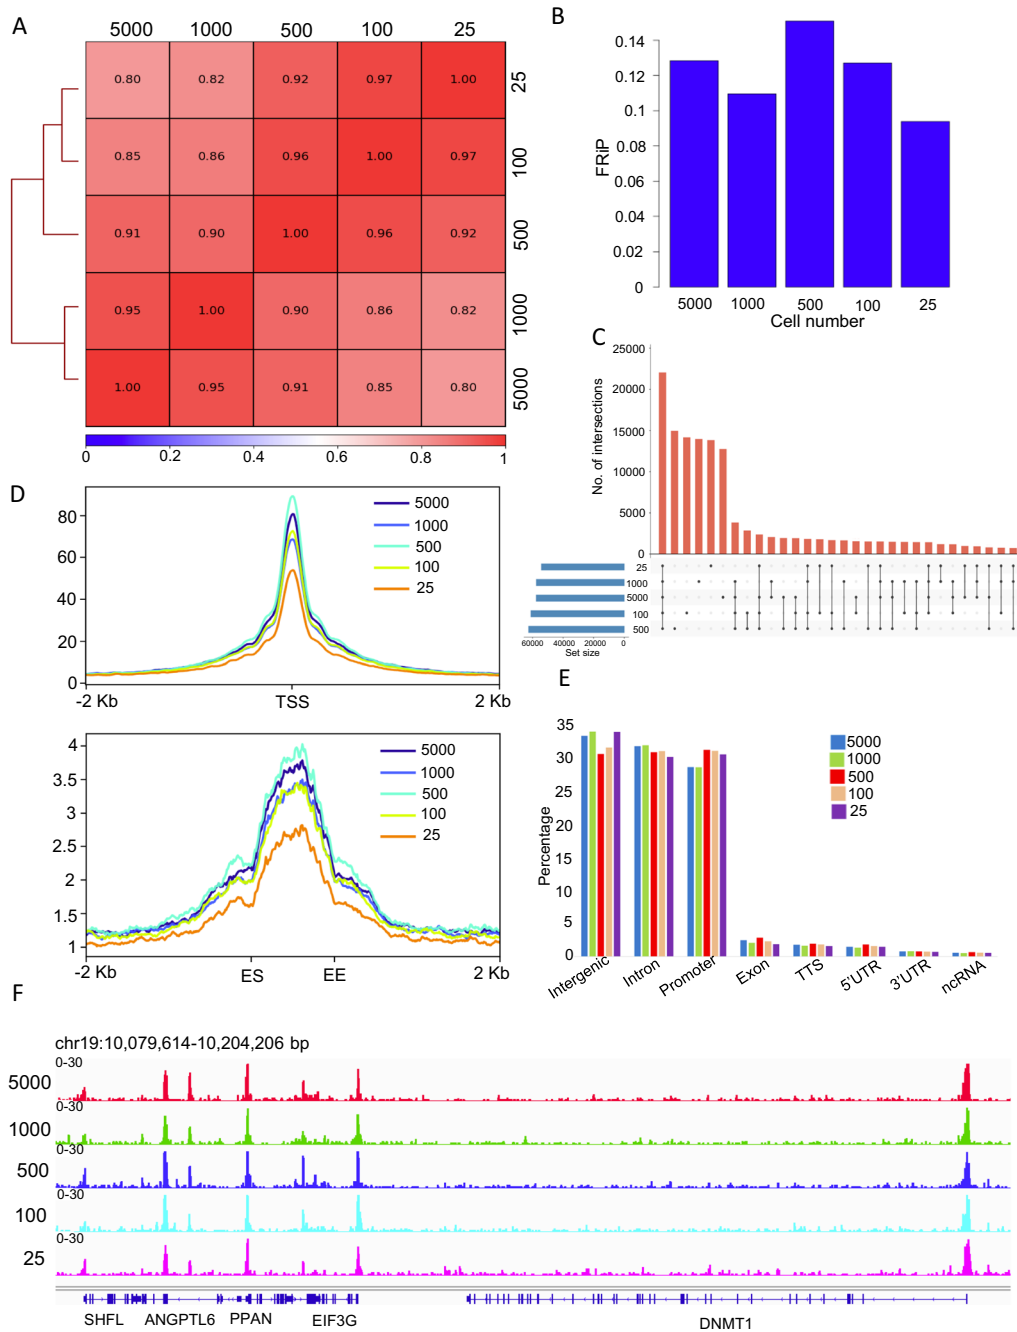 A
5000 1000 500 100 25
0.80 0.82 0.92 0.97 1.00 25
0.85 0.86 0.96 1.00 0.97 100
0.91 0.90 1.00 0.96 0.92 500
0.95 1.00 0.90 0.86 0.82 1000
1.00 0.95 0.91 0.85 0.80 5000
0 0.2 0.4 0.6 0.8 1
B
FRiP
0.14
0.12
0.1
0.08
0.06
0.04
0.02
0
5000 1000 500 100 25
Cell number
C
No. of intersections
25000
20000
15000
10000
5000
0
25
1000
5000
100
500
60000 40000 20000 0
Set size
D
80
60
40
20
0
5000
1000
500
100
25
-2 Kb TSS 2 Kb
4
3.5
3
2.5
2
1.5
1
5000
1000
500
100
25
-2 Kb ES EE 2 Kb
E
Percentage
35
30
25
20
15
10
5
0
5000
1000
500
100
25
Intergenic Intron Promoter Exon TTS 5'UTR 3'UTR ncRNA
F
chr19:10,079,614-10,204,206 bp
0-30
5000
0-30
1000
0-30
500
0-30
100
0-30
25
SHFL ANGPTL6 PPAN EIF3G DNMT1